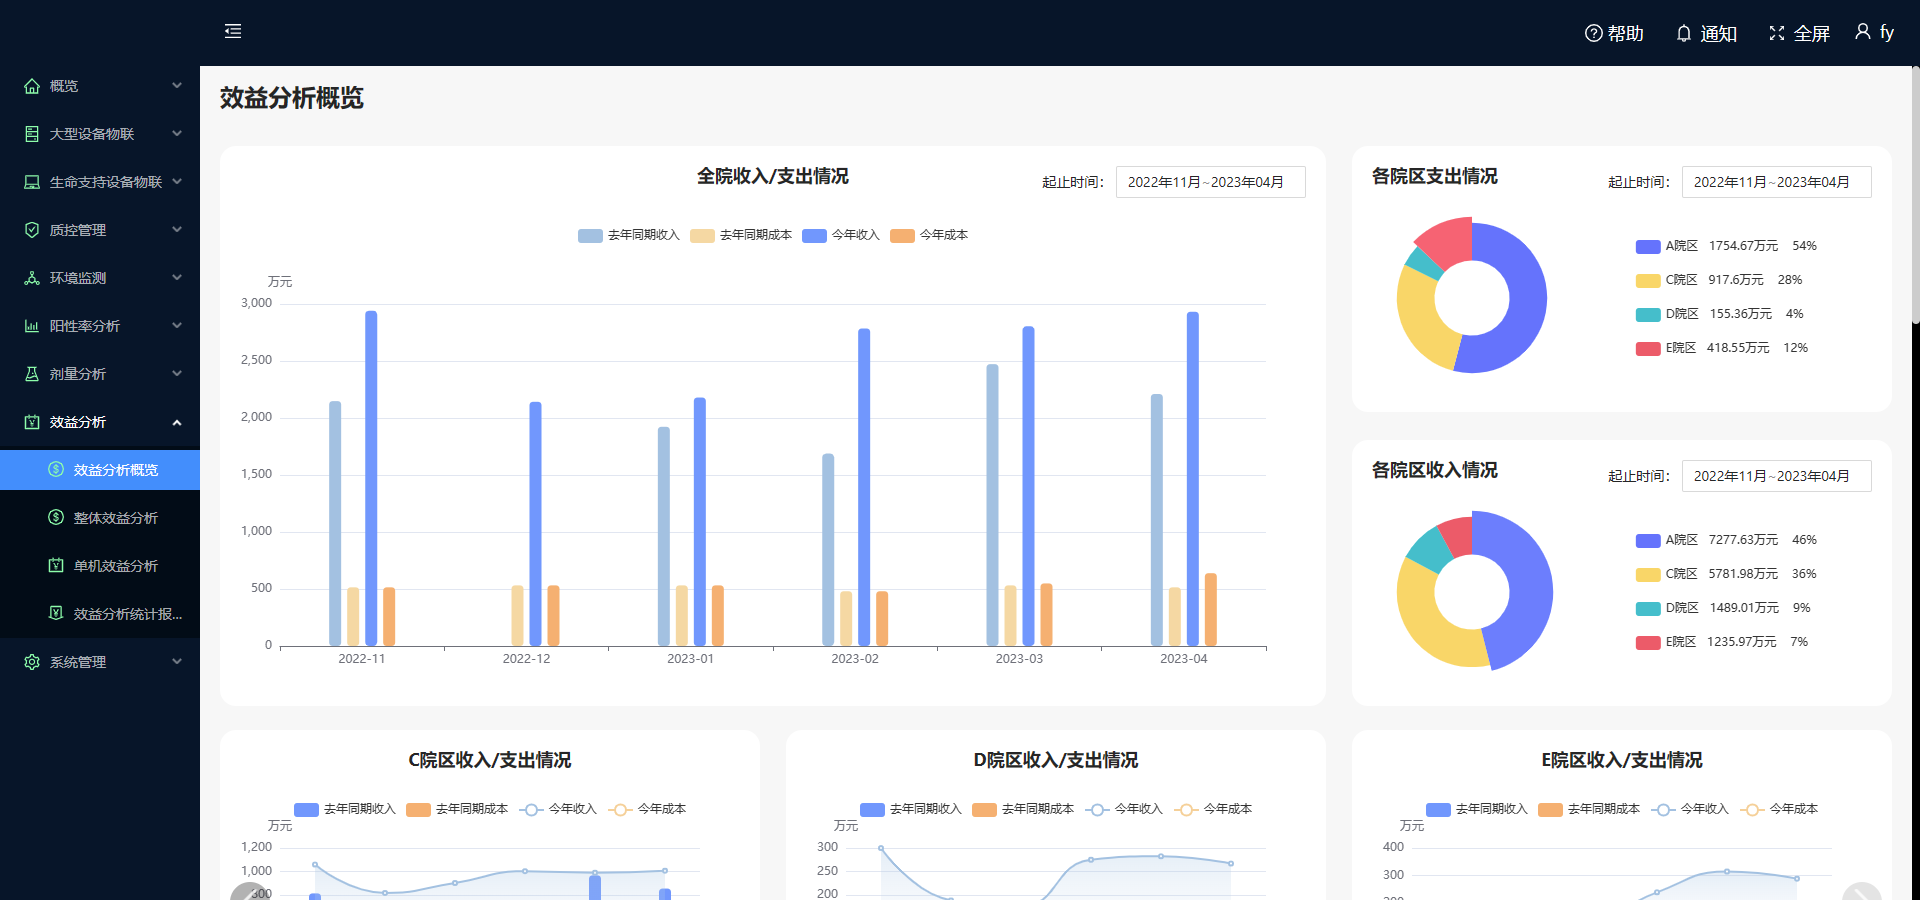 帮助
通知
全屏
fy
概览
大型设备物联
生命支持设备物联
质控管理
环境监测
阳性率分析
剂量分析
效益分析
效益分析概览
整体效益分析
单机效益分析
效益分析统计报...
系统管理
效益分析概览
全院收入/支出情况
起止时间: 2022年11月~2023年04月
去年同期收入 去年同期成本 今年收入 今年成本
万元
3,000
2,500
2,000
1,500
1,000
500
0
2022-11 2022-12 2023-01 2023-02 2023-03 2023-04
各院区支出情况
起止时间: 2022年11月~2023年04月
A院区 1754.67万元 54%
C院区 917.6万元 28%
D院区 155.36万元 4%
E院区 418.55万元 12%
各院区收入情况
起止时间: 2022年11月~2023年04月
A院区 7277.63万元 46%
C院区 5781.98万元 36%
D院区 1489.01万元 9%
E院区 1235.97万元 7%
C院区收入/支出情况
去年同期收入 去年同期成本 今年收入 今年成本
万元
1,200
1,000
D院区收入/支出情况
去年同期收入 去年同期成本 今年收入 今年成本
万元
300
250
200
E院区收入/支出情况
去年同期收入 去年同期成本 今年收入 今年成本
万元
400
300